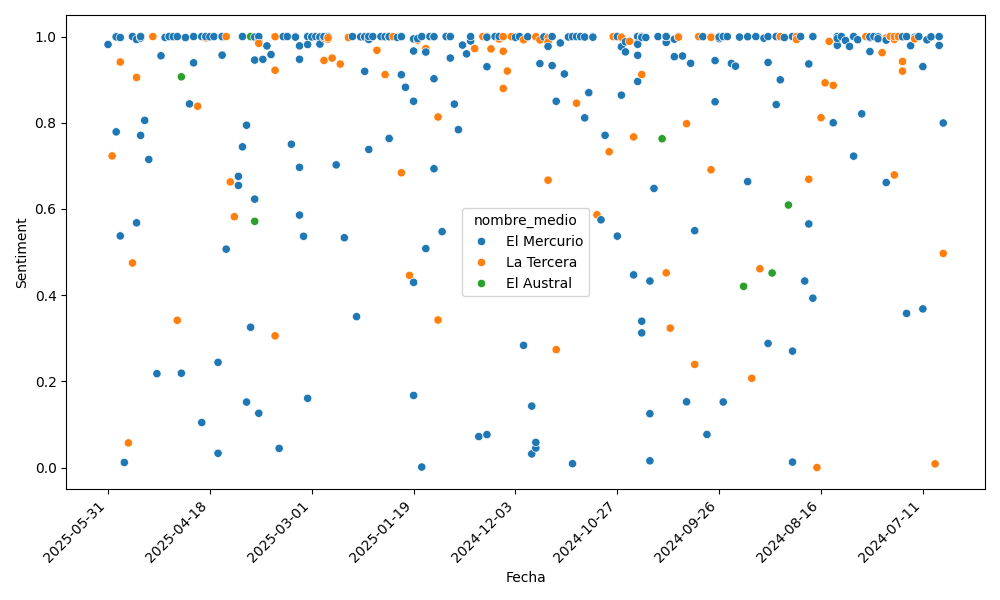 1.0
0.8
0.6
0.4
0.2
0.0
Sentiment
nombre_medio
El Mercurio
La Tercera
El Austral
2025-05-31
2025-04-18
2025-03-01
2025-01-19
2024-12-03
2024-10-27
2024-09-26
2024-08-16
2024-07-11
Fecha